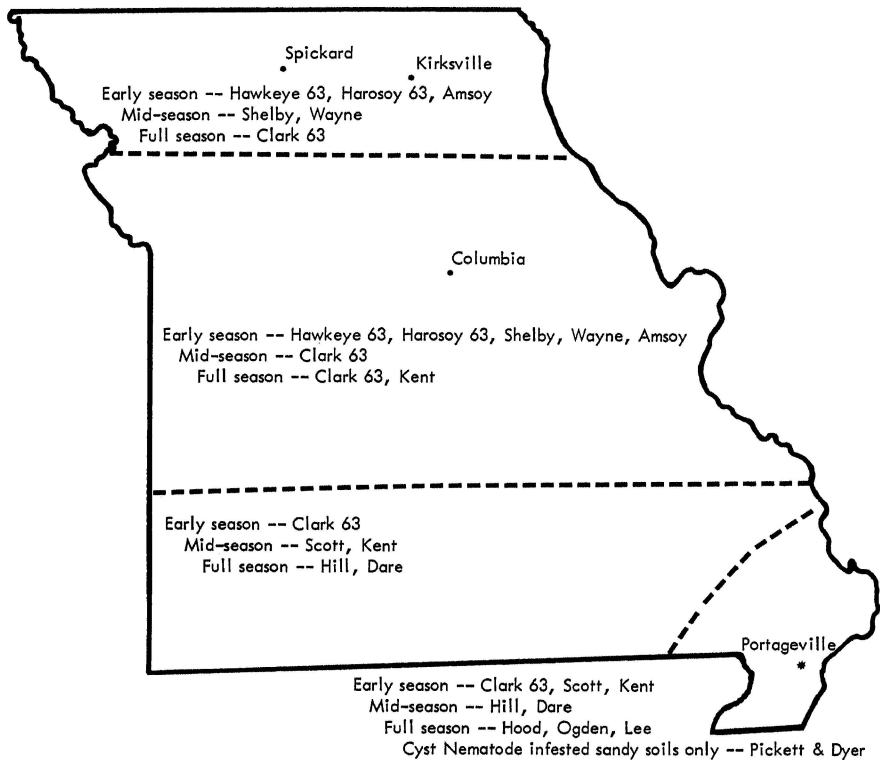 Spickard
Kirksville
Early season -- Hawkeye 63, Harosoy 63, Amsoy
Mid-season -- Shelby, Wayne
Full season -- Clark 63
Columbia
Early season -- Hawkeye 63, Harosoy 63, Shelby, Wayne, Amsoy
Mid-season -- Clark 63
Full season -- Clark 63, Kent
Early season -- Clark 63
Mid-season -- Scott, Kent
Full season -- Hill, Dare
Portageville
Early season -- Clark 63, Scott, Kent
Mid-season -- Hill, Dare
Full season -- Hood, Ogden, Lee
Cyst Nematode infested sandy soils only -- Pickett & Dyer